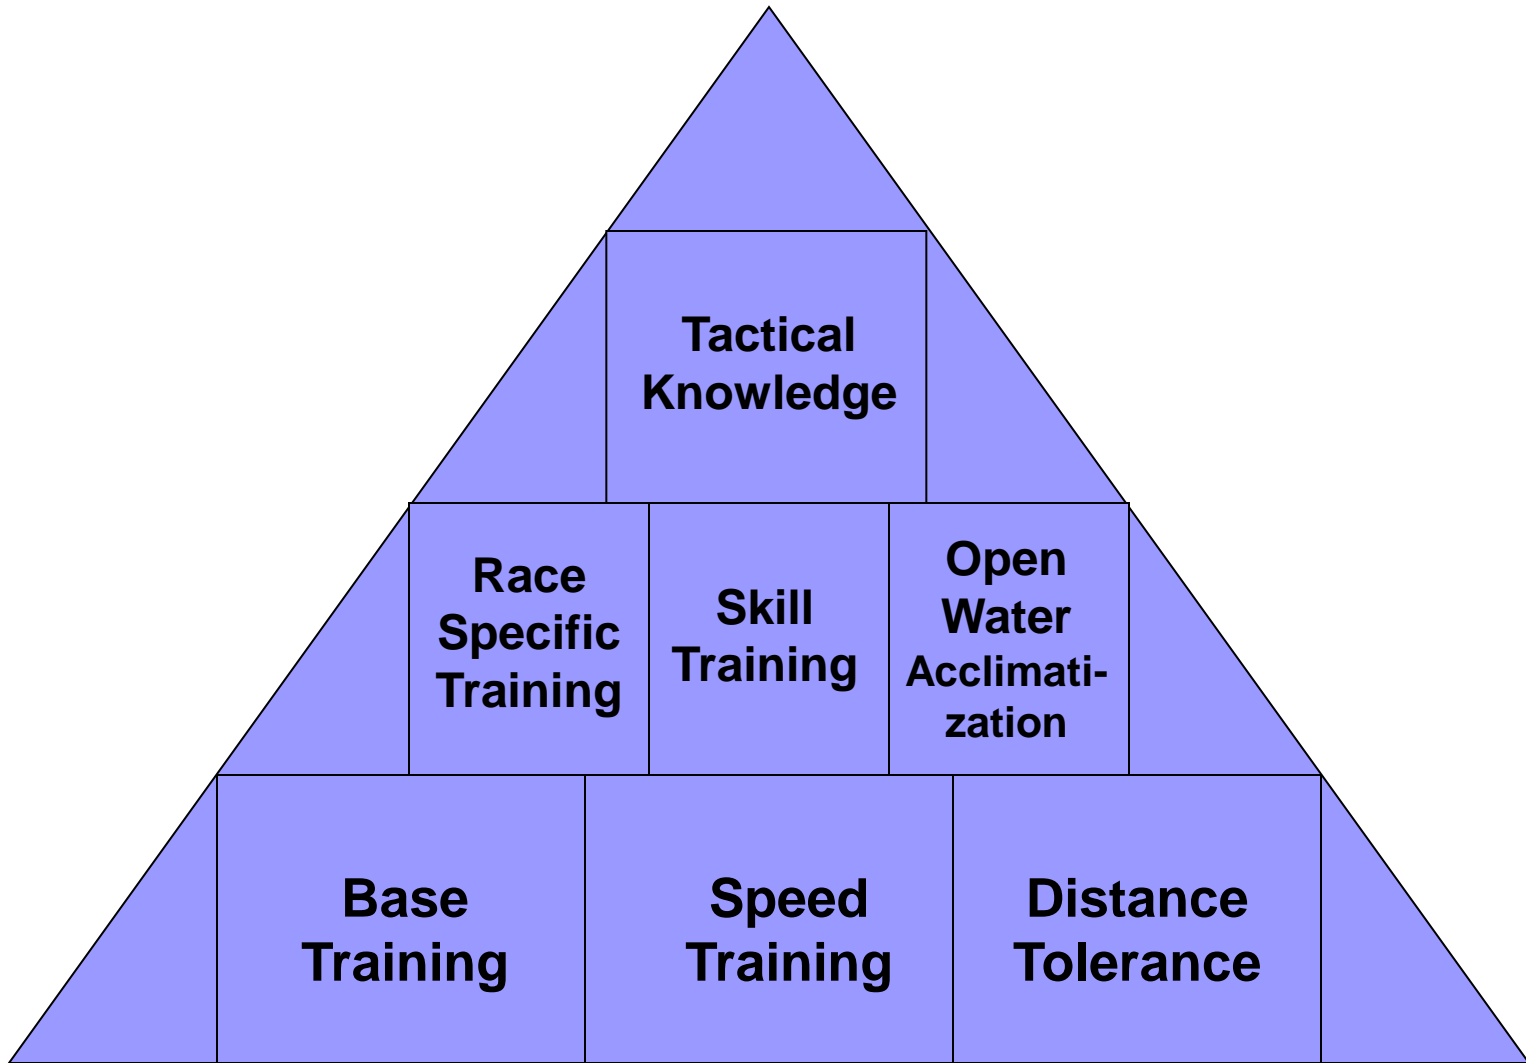 Tactical
Knowledge
Race
Specific
Training
Skill
Training
Open
Water
Acclimati-
zation
Base
Training
Speed
Training
Distance
Tolerance